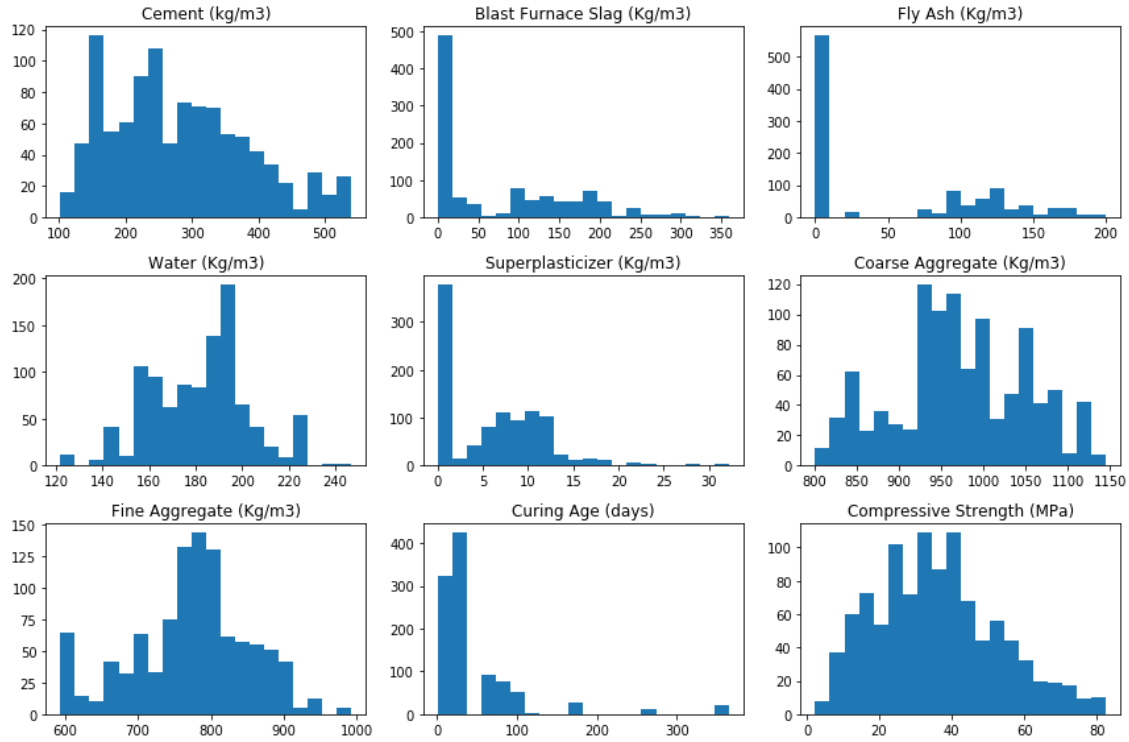 Cement (kg/m3)
120
100
80
60
40
20
0
100 200 300 400 500
Blast Furnace Slag (Kg/m3)
500
400
300
200
100
0
0 50 100 150 200 250 300 350
Fly Ash (Kg/m3)
500
400
300
200
100
0
0 50 100 150 200
Water (Kg/m3)
200
150
100
50
0
120 140 160 180 200 220 240
Superplasticizer (Kg/m3)
300
200
100
0
0 5 10 15 20 25 30
Coarse Aggregate (Kg/m3)
120
100
80
60
40
20
0
800 850 900 950 1000 1050 1100 1150
Fine Aggregate (Kg/m3)
150
125
100
75
50
25
0
600 700 800 900 1000
Curing Age (days)
400
300
200
100
0
0 100 200 300
Compressive Strength (MPa)
100
80
60
40
20
0
0 20 40 60 80